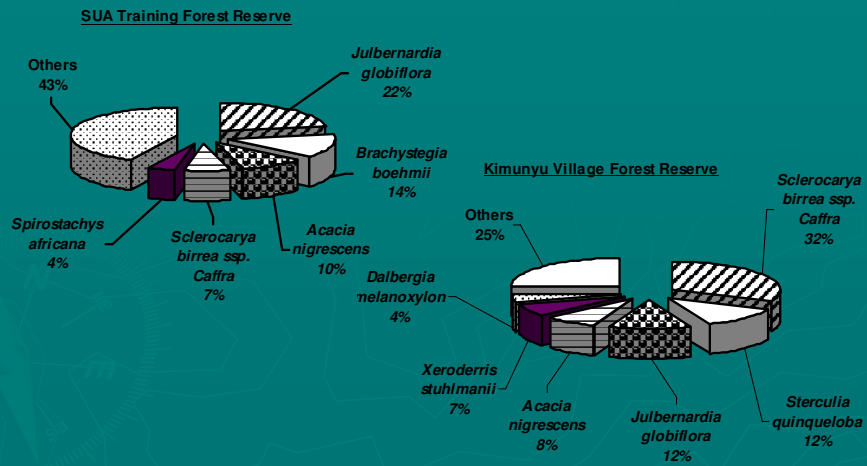 SUA Training Forest Reserve
Others
43%
Julbernardia
globiflora
22%
Brachystegia
boehmii
14%
Acacia
nigrescens
10%
Sclerocarya
birrea ssp.
Caffra
7%
Spirostachys
africana
4%
Kimunyu Village Forest Reserve
Others
25%
Sclerocarya
birrea ssp.
Caffra
32%
Sterculia
quinqueloba
12%
Julbernardia
globiflora
12%
Acacia
nigrescens
8%
Xeroderris
stuhlmanii
7%
Dalbergia
melanoxylon
4%